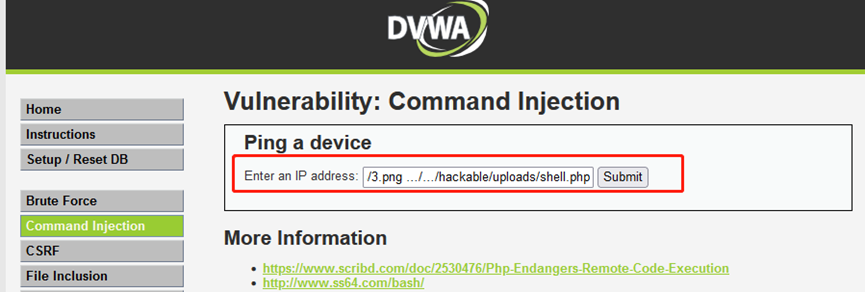 DVWA
Vulnerability: Command Injection
Home
Instructions
Setup / Reset DB
Brute Force
Command Injection
CSRF
File Inclusion
Ping a device
Enter an IP address: /3.png …/…/hackable/uploads/shell.php Submit
More Information
https://www.scribd.com/doc/2530476/Php-Endangers-Remote-Code-Execution
http://www.ss64.com/bash/